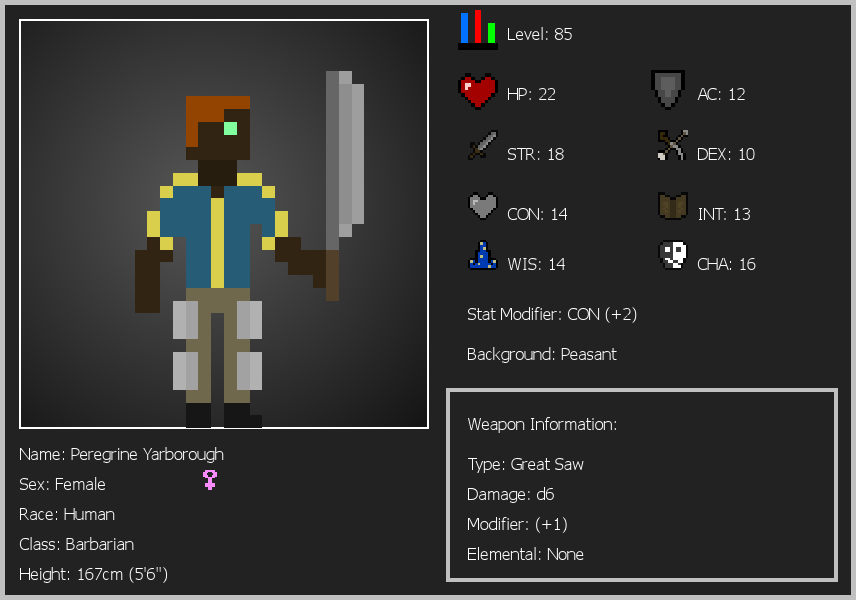 Level: 85
HP: 22
AC: 12
STR: 18
DEX: 10
CON: 14
INT: 13
WIS: 14
CHA: 16
Stat Modifier: CON (+2)
Background: Peasant
Weapon Information:
Type: Great Saw
Damage: d6
Modifier: (+1)
Elemental: None
Name: Peregrine Yarborough
Sex: Female
Race: Human
Class: Barbarian
Height: 167cm (5'6")